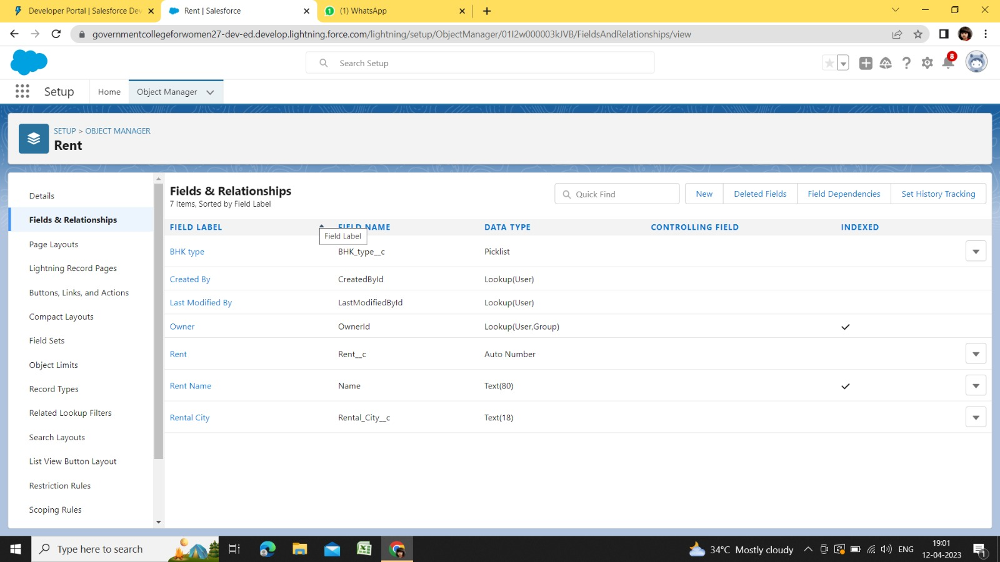 Developer Portal | Salesforce Dev
Rent | Salesforce
(1) WhatsApp
governmentcollegeforwomen27-dev-ed.develop.lightning.force.com/lightning/setup/ObjectManager/01I2w000003kJVB/FieldsAndRelationships/view
Search Setup
8
Setup
Home
Object Manager
SETUP > OBJECT MANAGER
Rent
Details
Fields & Relationships
Page Layouts
Lightning Record Pages
Buttons, Links, and Actions
Compact Layouts
Field Sets
Object Limits
Record Types
Related Lookup Filters
Search Layouts
List View Button Layout
Restriction Rules
Scoping Rules
Fields & Relationships
7 Items, Sorted by Field Label
Quick Find
New
Deleted Fields
Field Dependencies
Set History Tracking
FIELD LABEL FIELD NAME DATA TYPE CONTROLLING FIELD INDEXED
Field Label
BHK type BHK_type__c Picklist
Created By CreatedById Lookup(User)
Last Modified By LastModifiedById Lookup(User)
Owner OwnerId Lookup(User,Group)
Rent Rent__c Auto Number
Rent Name Name Text(80)
Rental City Rental_City__c Text(18)
Type here to search
34°C Mostly cloudy
ENG
19:01
12-04-2023
1